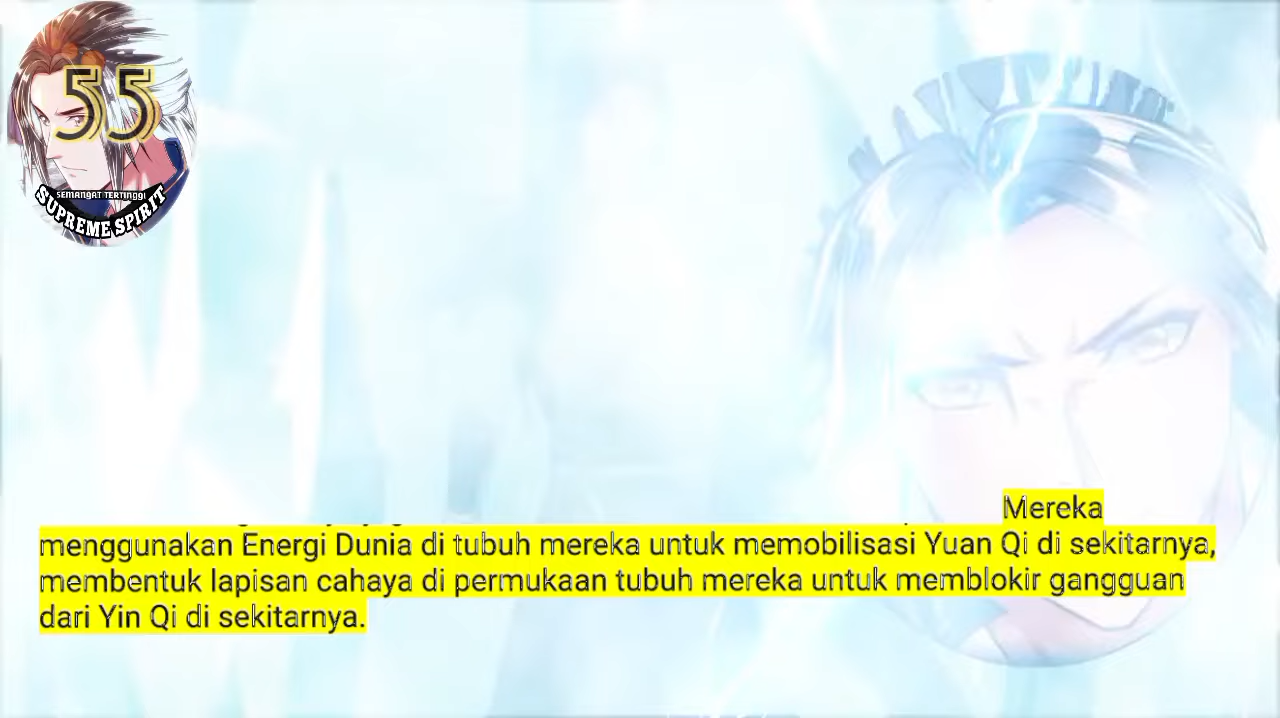 55
SEMANGAT TERTINGGI
SUPREME SPIRIT
Mereka
menggunakan Energi Dunia di tubuh mereka untuk memobilisasi Yuan Qi di sekitarnya,
membentuk lapisan cahaya di permukaan tubuh mereka untuk memblokir gangguan
dari Yin Qi di sekitarnya.